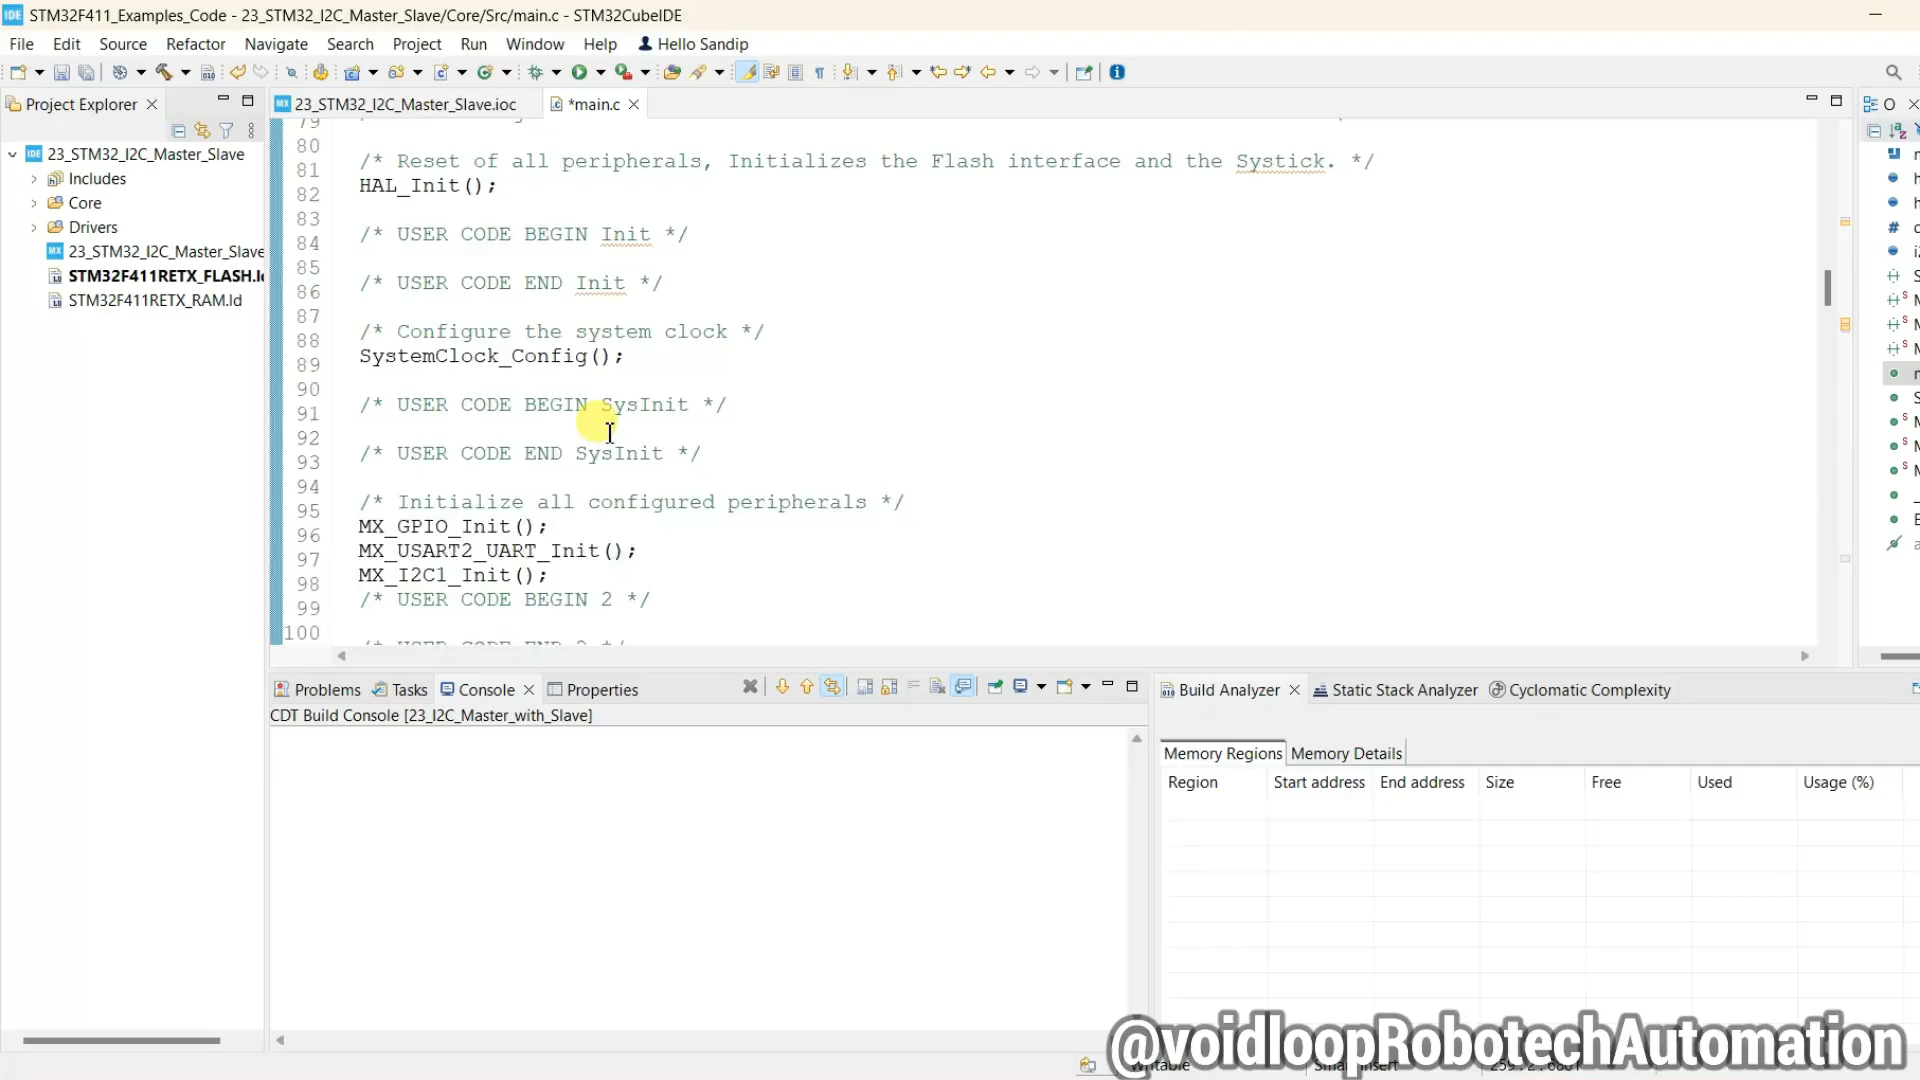 IDE STM32F411_Examples_Code - 23_STM32_I2C_Master_Slave/Core/Src/main.c - STM32CubeIDE
File Edit Source Refactor Navigate Search Project Run Window Help Hello Sandip
Project Explorer
IDE 23_STM32_I2C_Master_Slave
Includes
Core
Drivers
MX 23_STM32_I2C_Master_Slave
STM32F411RETX_FLASH.l
STM32F411RETX_RAM.ld
MX 23_STM32_I2C_Master_Slave.ioc *main.c
79
80
81 /* Reset of all peripherals, Initializes the Flash interface and the Systick. */
82 HAL_Init();
83
84 /* USER CODE BEGIN Init */
85
86 /* USER CODE END Init */
87
88 /* Configure the system clock */
89 SystemClock_Config();
90
91 /* USER CODE BEGIN SysInit */
92
93 /* USER CODE END SysInit */
94
95 /* Initialize all configured peripherals */
96 MX_GPIO_Init();
97 MX_USART2_UART_Init();
98 MX_I2C1_Init();
99 /* USER CODE BEGIN 2 */
100
O
Problems Tasks Console Properties
CDT Build Console [23_I2C_Master_with_Slave]
Build Analyzer Static Stack Analyzer Cyclomatic Complexity
Memory Regions Memory Details
Region Start address End address Size Free Used Usage (%)
@voidloopRobotechAutomation